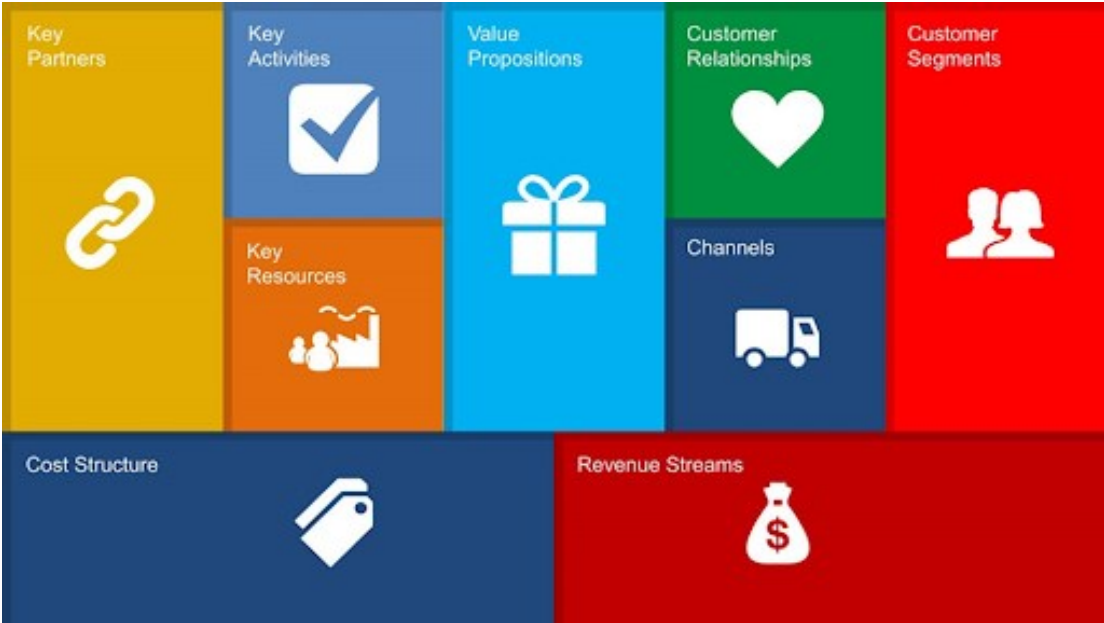 Key
Partners
Key
Activities
Key
Resources
Value
Propositions
Customer
Relationships
Channels
Customer
Segments
Cost Structure
Revenue Streams
$